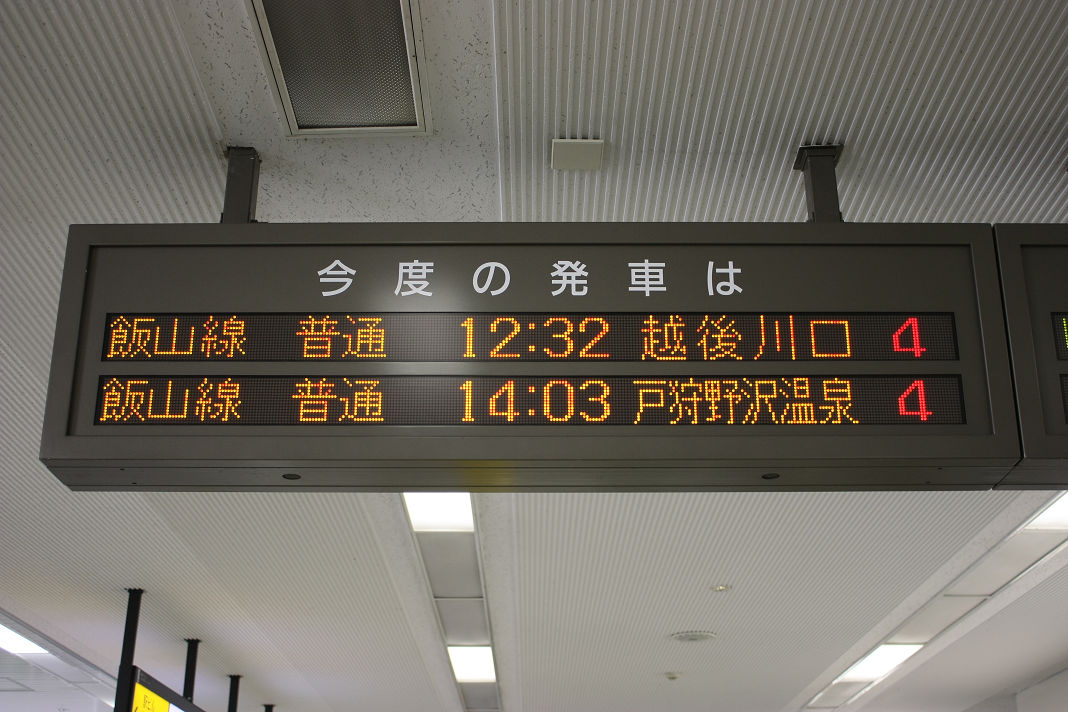 今度の発車は
飯山線 普通 12:32 越後川口 4
飯山線 普通 14:03 戸狩野沢温泉 4